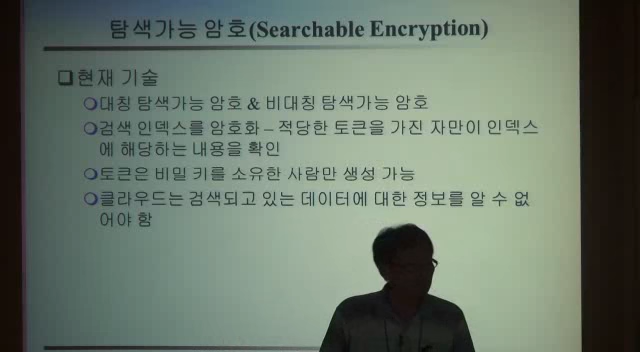 탐색가능 암호(Searchable Encryption)
현재 기술
대칭 탐색가능 암호 & 비대칭 탐색가능 암호
검색 인덱스를 암호화 – 적당한 토큰을 가진 자만이 인덱스
에 해당하는 내용을 확인
토큰은 비밀 키를 소유한 사람만 생성 가능
클라우드는 검색되고 있는 데이터에 대한 정보를 알 수 없
어야 함